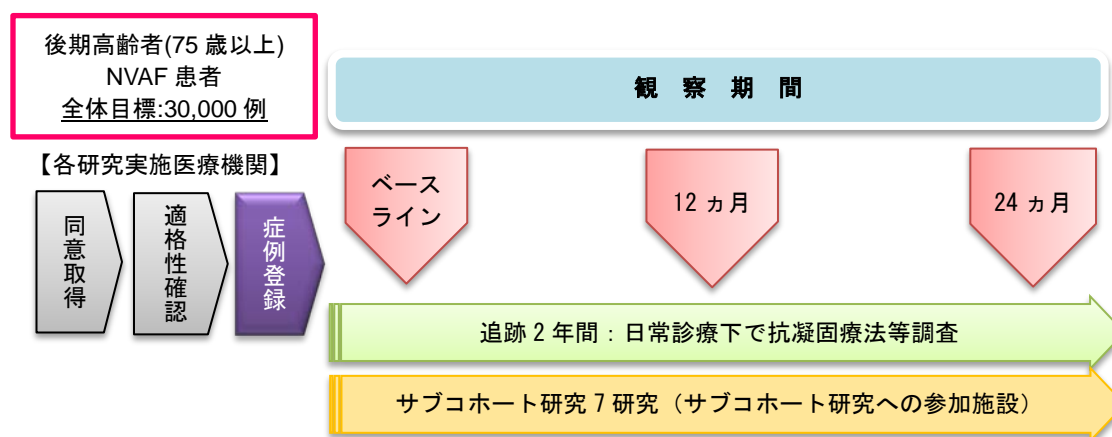 後期高齢者(75 歳以上)
NVAF 患者
全体目標:30,000 例
観 察 期 間
【各研究実施医療機関】
同意取得
適格性確認
症例登録
ベース
ライン
12 ヵ月
24 ヵ月
追跡 2 年間：日常診療下で抗凝固療法等調査
サブコホート研究 7 研究（サブコホート研究への参加施設）